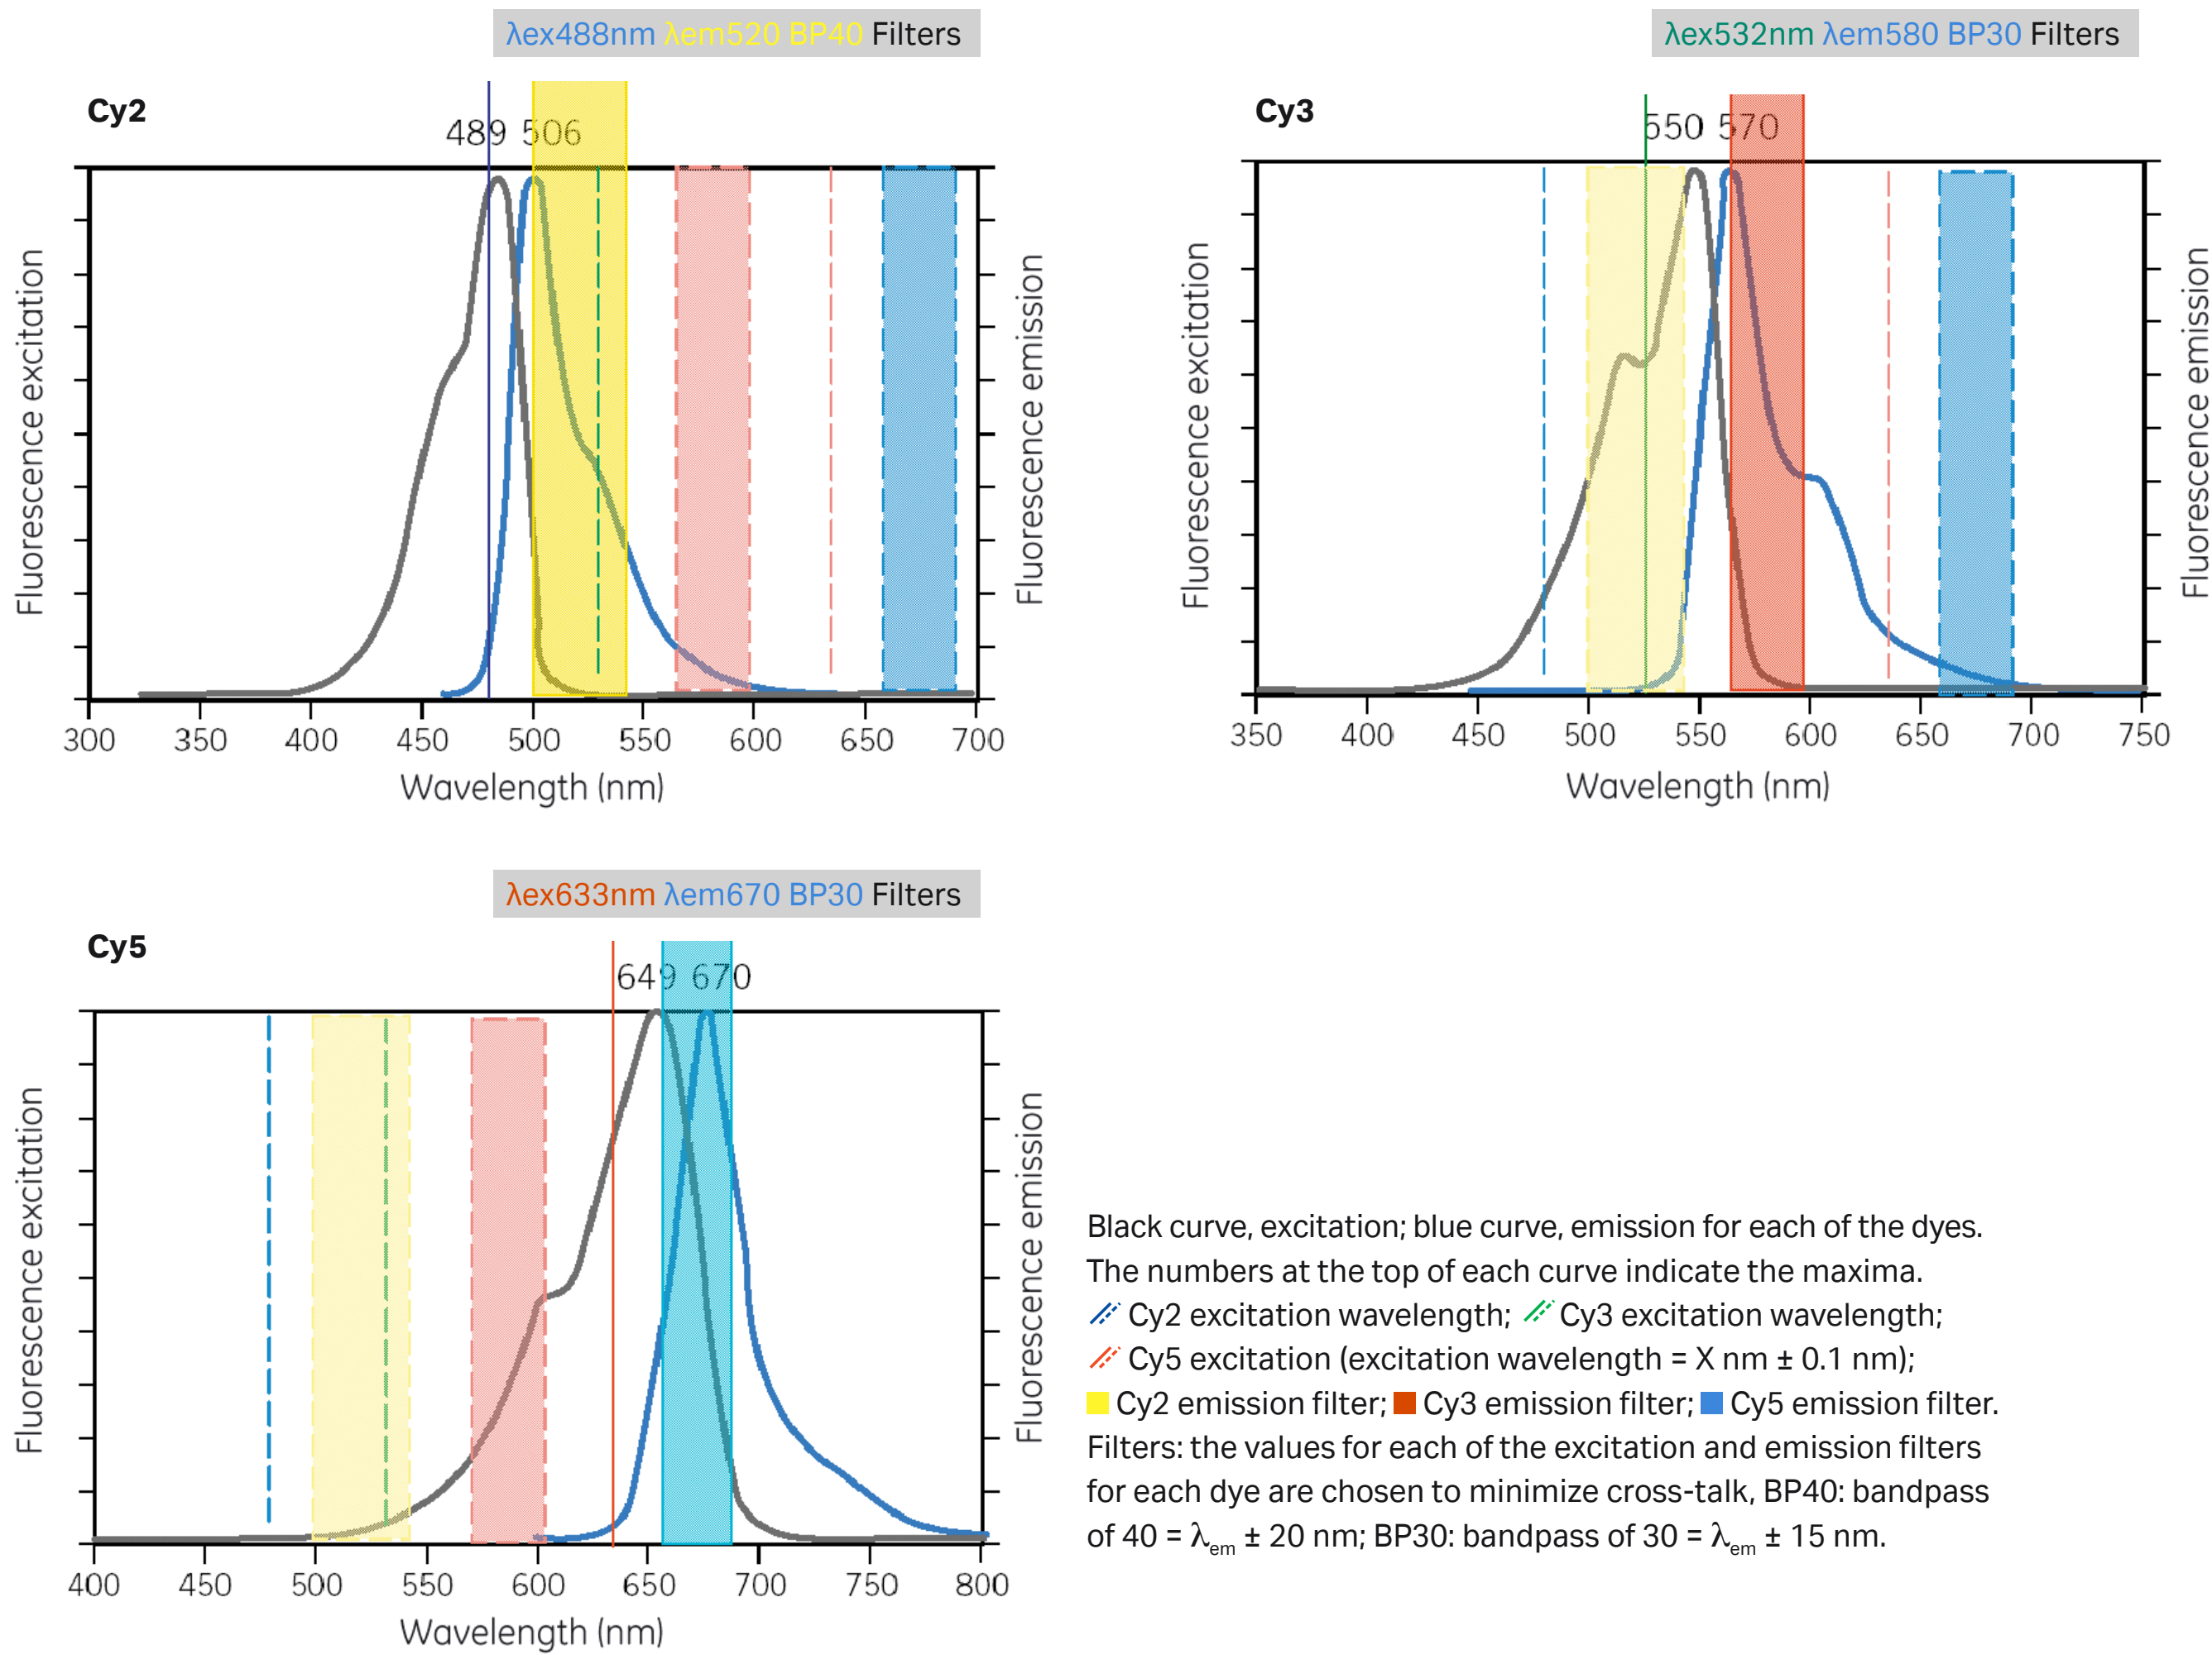 λex488nm λem520 BP40 Filters
Cy2
489 506
Fluorescence excitation
Fluorescence emission
300 350 400 450 500 550 600 650 700
Wavelength (nm)
λex532nm λem580 BP30 Filters
Cy3
550 570
Fluorescence excitation
Fluorescence emission
350 400 450 500 550 600 650 700 750
Wavelength (nm)
λex633nm λem670 BP30 Filters
Cy5
649 670
Fluorescence excitation
Fluorescence emission
400 450 500 550 600 650 700 750 800
Wavelength (nm)
Black curve, excitation; blue curve, emission for each of the dyes.
The numbers at the top of each curve indicate the maxima.
Cy2 excitation wavelength; Cy3 excitation wavelength;
Cy5 excitation (excitation wavelength = X nm ± 0.1 nm);
Cy2 emission filter; Cy3 emission filter; Cy5 emission filter.
Filters: the values for each of the excitation and emission filters
for each dye are chosen to minimize cross-talk, BP40: bandpass
of 40 = λem ± 20 nm; BP30: bandpass of 30 = λem ± 15 nm.